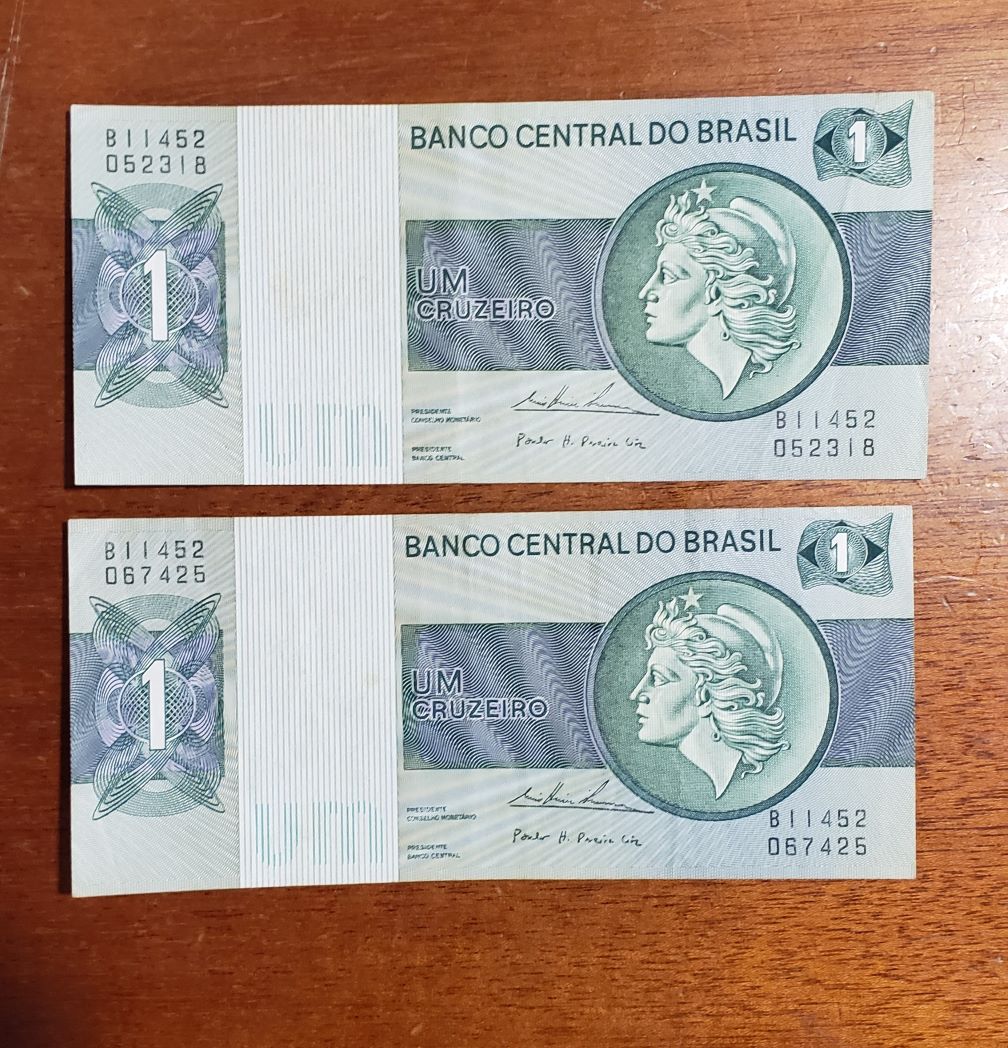 B11452
052318
BANCO CENTRAL DO BRASIL
1
1
UM
CRUZEIRO
PRESIDENTE
CONSELHO MONETÁRIO
PRESIDENTE
BANCO CENTRAL
B11452
052318
B11452
067425
BANCO CENTRAL DO BRASIL
1
1
UM
CRUZEIRO
PRESIDENTE
CONSELHO MONETÁRIO
PRESIDENTE
BANCO CENTRAL
B11452
067425